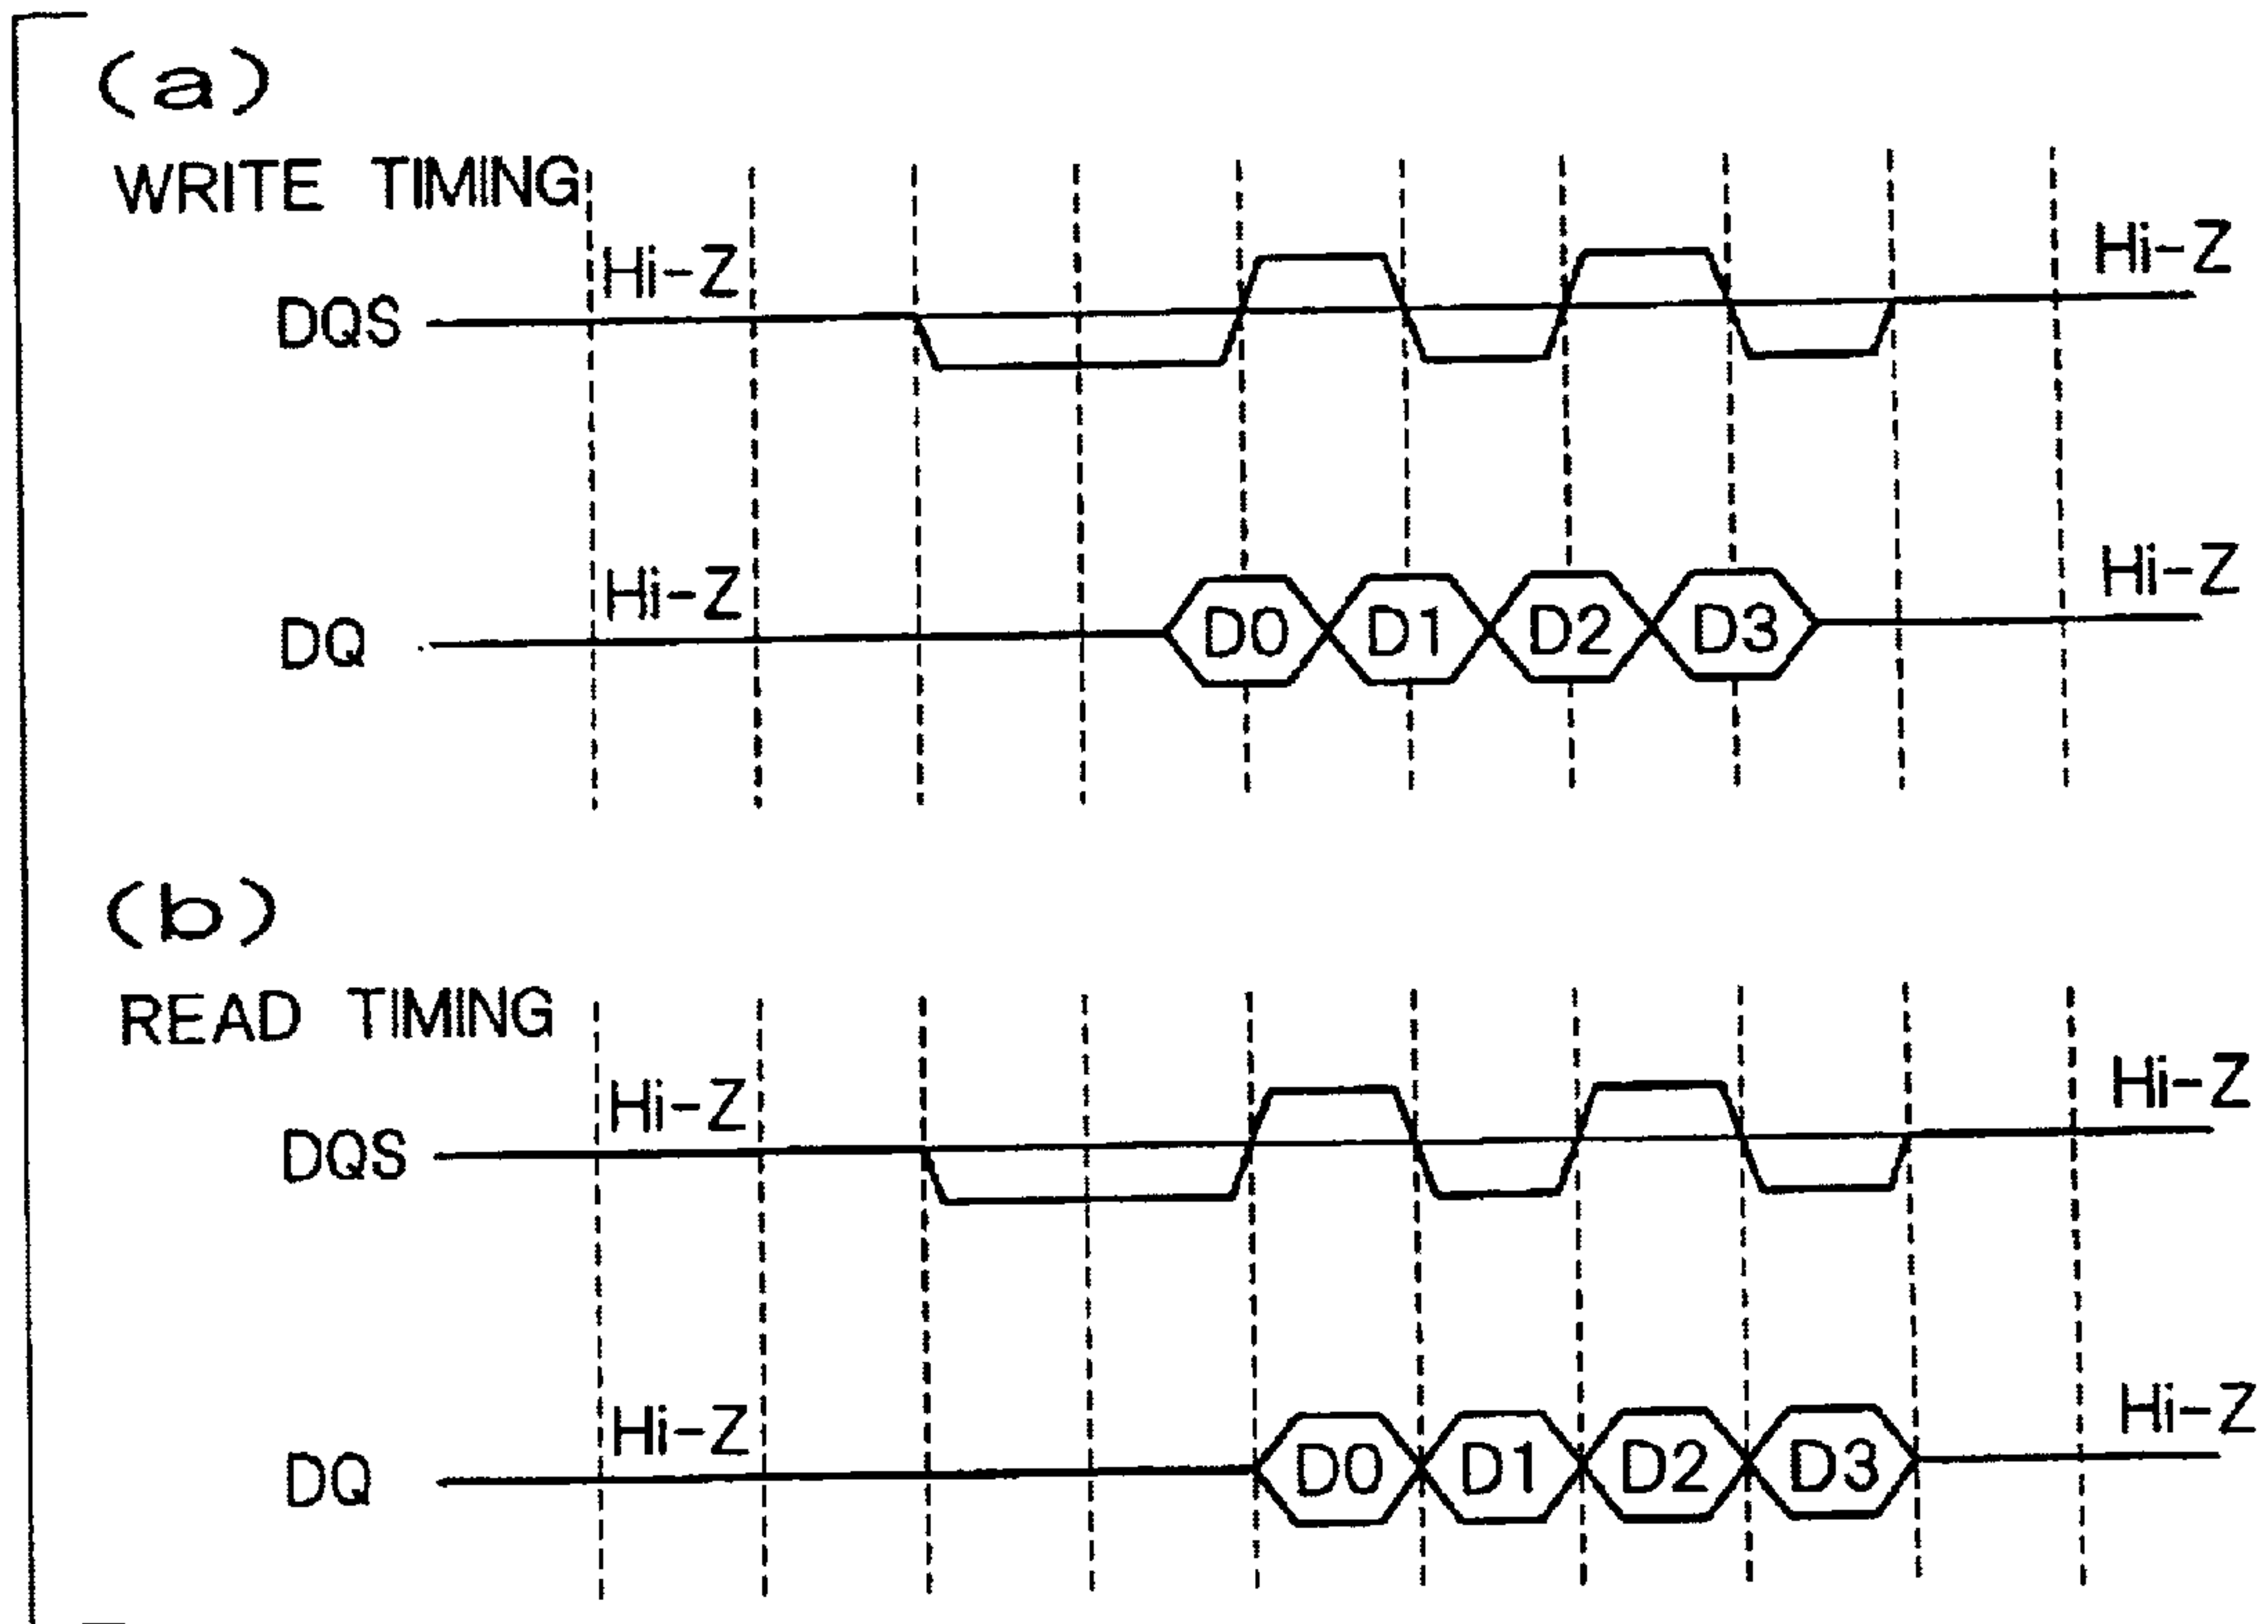 (a)
WRITE TIMING
Hi-Z Hi-Z
DQS
Hi-Z Hi-Z
DQ D0 D1 D2 D3
(b)
READ TIMING
Hi-Z Hi-Z
DQS
Hi-Z Hi-Z
DQ D0 D1 D2 D3